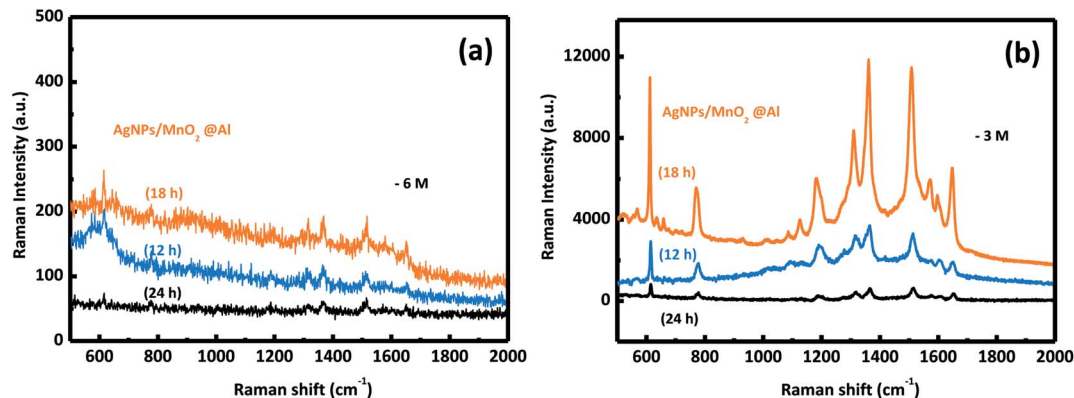 (a)
500
400
300
200
100
0
Raman Intensity (a.u.)
AgNPs/MnO₂ @Al
- 6 M
(18 h)
(12 h)
(24 h)
600 800 1000 1200 1400 1600 1800 2000
Raman shift (cm⁻¹)
(b)
12000
8000
4000
0
Raman Intensity (a.u.)
AgNPs/MnO₂ @Al
- 3 M
(18 h)
(12 h)
(24 h)
600 800 1000 1200 1400 1600 1800 2000
Raman shift (cm⁻¹)